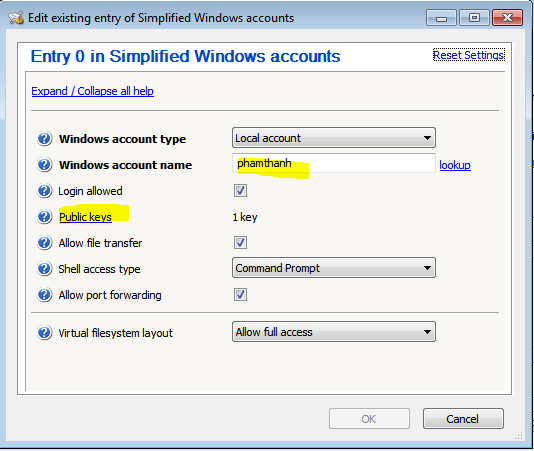 Edit existing entry of Simplified Windows accounts
Entry 0 in Simplified Windows accounts
Reset Settings
Expand / Collapse all help
Windows account type Local account
Windows account name phamthanh lookup
Login allowed
Public keys 1 key
Allow file transfer
Shell access type Command Prompt
Allow port forwarding
Virtual filesystem layout Allow full access
OK Cancel